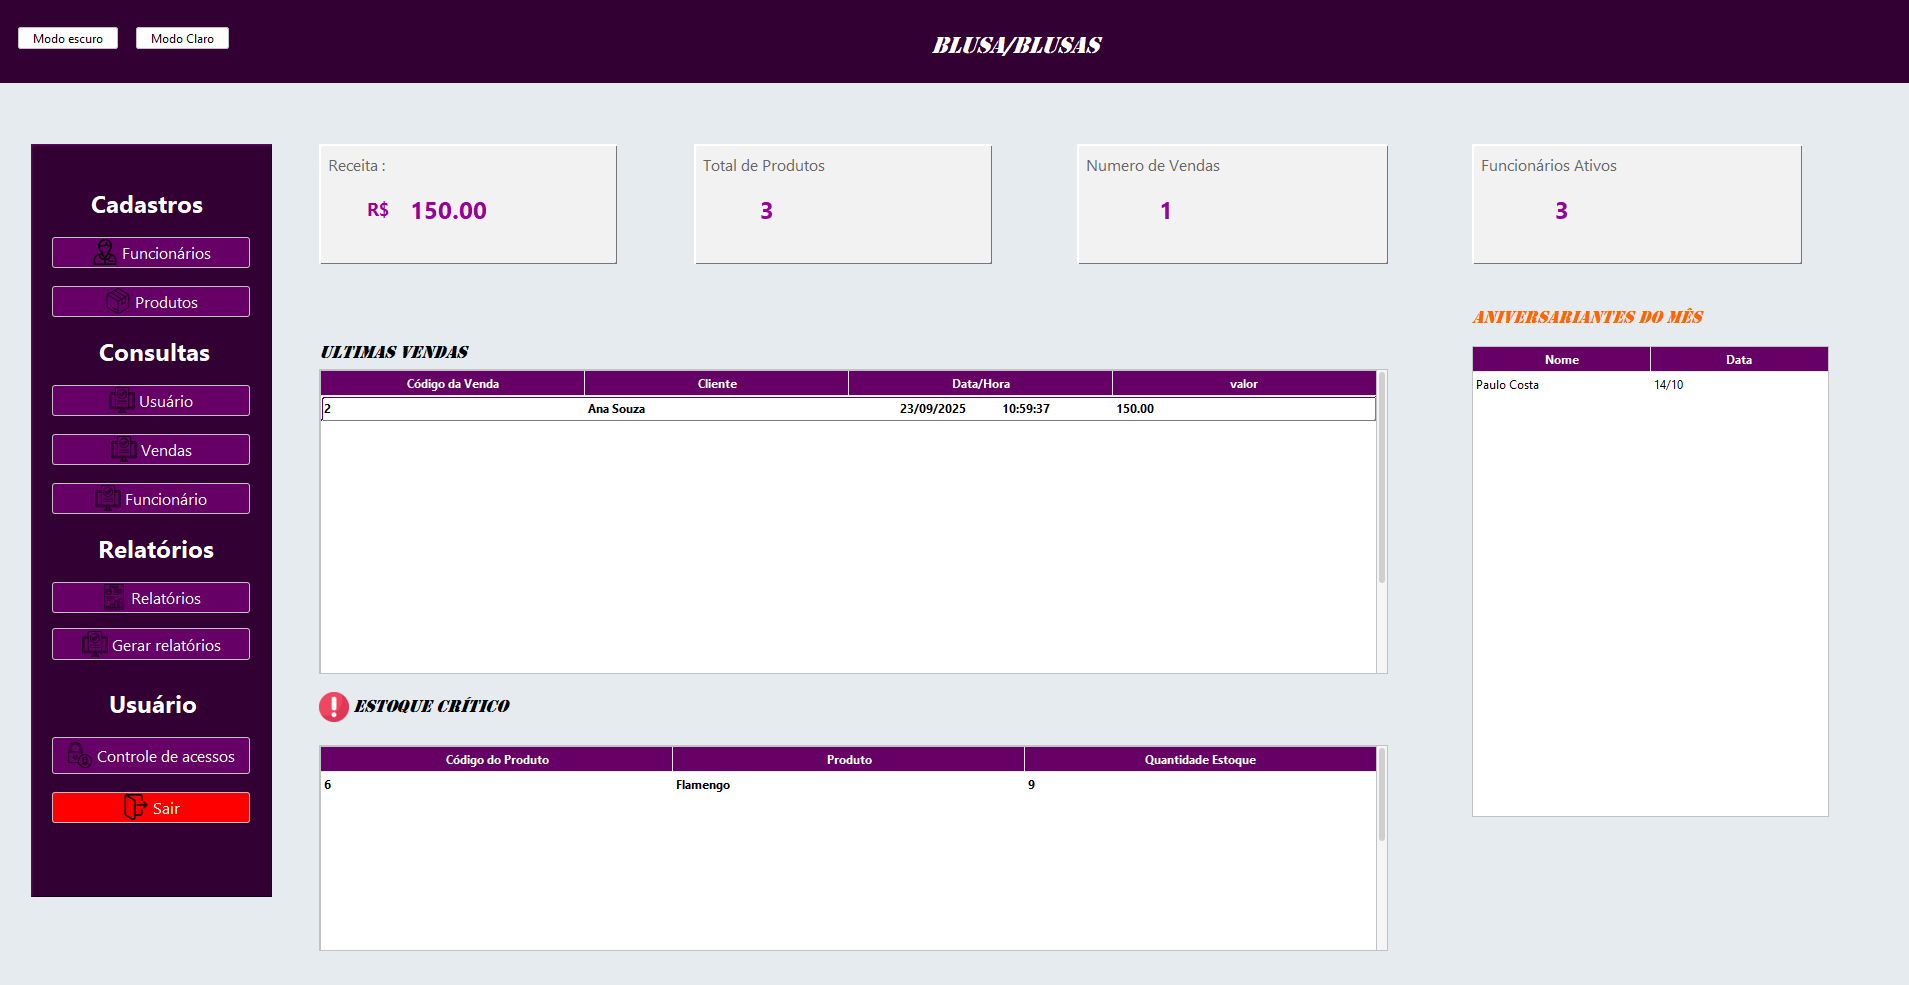 Modo escuro Modo Claro
BLUSA/BLUSAS
Cadastros
Funcionários
Produtos
Consultas
Usuário
Vendas
Funcionário
Relatórios
Relatórios
Gerar relatórios
Usuário
Controle de acessos
Sair
Receita :
R$ 150.00
Total de Produtos
3
Numero de Vendas
1
Funcionários Ativos
3
ULTIMAS VENDAS
Código da Venda Cliente Data/Hora valor
2 Ana Souza 23/09/2025 10:59:37 150.00
ESTOQUE CRÍTICO
Código do Produto Produto Quantidade Estoque
6 Flamengo 9
ANIVERSARIANTES DO MÊS
Nome Data
Paulo Costa 14/10